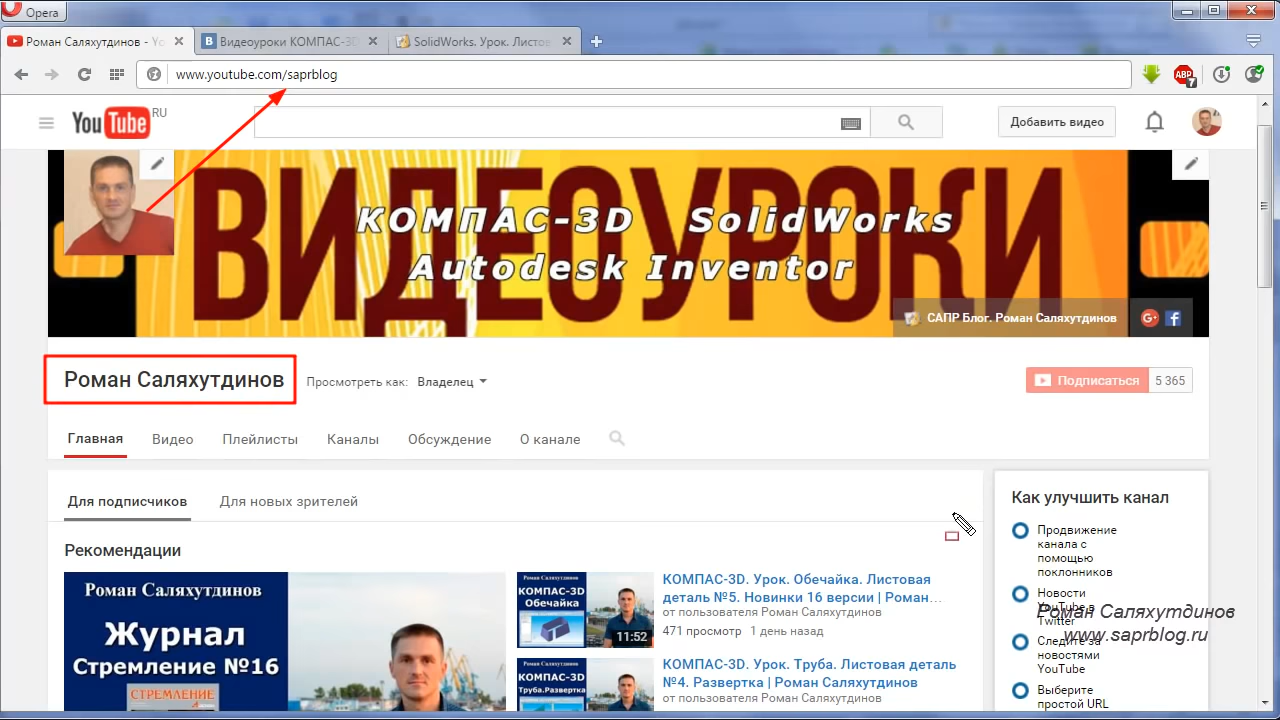 Opera
Роман Саляхутдинов - Yo
Видеоуроки КОМПАС-3D
SolidWorks. Урок. Листов
www.youtube.com/saprblog
ABP
7
YouTube
RU
Добавить видео
ВИДЕОУРОКИ
КОМПАС-3D SolidWorks
Autodesk Inventor
САПР Блог. Роман Саляхутдинов
Роман Саляхутдинов
Просмотреть как: Владелец
Подписаться
5 365
Главная
Видео
Плейлисты
Каналы
Обсуждение
О канале
Для подписчиков
Для новых зрителей
Рекомендации
Роман Саляхутдинов
Журнал
Стремление №16
СТРЕМЛЕНИЕ
Роман Саляхутдинов
КОМПАС-3D
Обечайка
11:52
КОМПАС-3D. Урок. Обечайка. Листовая
деталь №5. Новинки 16 версии | Роман...
от пользователя Роман Саляхутдинов
471 просмотр 1 день назад
Роман Саляхутдинов
КОМПАС-3D
Труба.Развертка
КОМПАС-3D. Урок. Труба. Листовая деталь
№4. Развертка | Роман Саляхутдинов
от пользователя Роман Саляхутдинов
Как улучшить канал
Продвижение
канала с
помощью
поклонников
Новости
YouTube в
Twitter
Следите за
новостями
YouTube
Выберите
простой URL
Роман Саляхутдинов
www.saprblog.ru